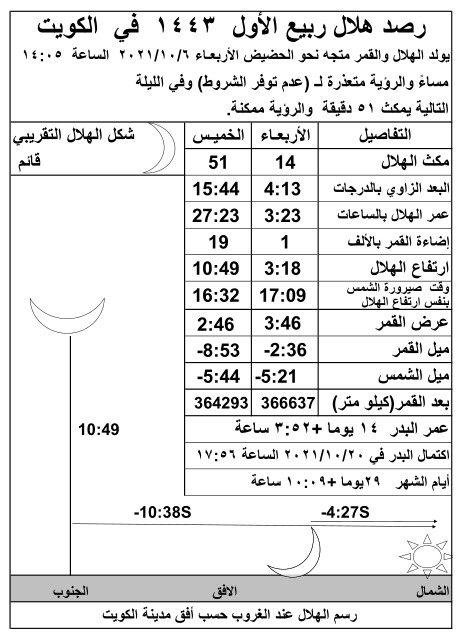 رصد هلال ربيع الأول ١٤٤٣ في الكويت
يولد الهلال والقمر متجه نحو الحضيض الأربعاء ٢٠٢١/١٠/٦ الساعة ١٤:٠٥
مساءً والرؤية متعذرة لـ (عدم توفر الشروط) وفي الليلة
التالية يمكث ٥١ دقيقة والرؤية ممكنة.
التفاصيل الأربعاء الخميس
شكل الهلال التقريبي
قائم
مكث الهلال 14 51
البعد الزاوي بالدرجات 4:13 15:44
عمر الهلال بالساعات 3:23 27:23
إضاءة القمر بالألف 1 19
ارتفاع الهلال 3:18 10:49
وقت صيرورة الشمس
بنفس ارتفاع الهلال 17:09 16:32
عرض القمر 3:46 2:46
ميل القمر -2:36 -8:53
ميل الشمس -5:21 -5:44
بعد القمر(كيلو متر) 366637 364293
عمر البدر ١٤ يوما +٣:٥٢ ساعة
اكتمال البدر في ٢٠٢١/١٠/٢٠ الساعة ١٧:٥٦
أيام الشهر ٢٩يوما +١٠:٠٩ ساعة
10:49
-10:38S
-4:27S
الشمال الافق الجنوب
رسم الهلال عند الغروب حسب أفق مدينة الكويت